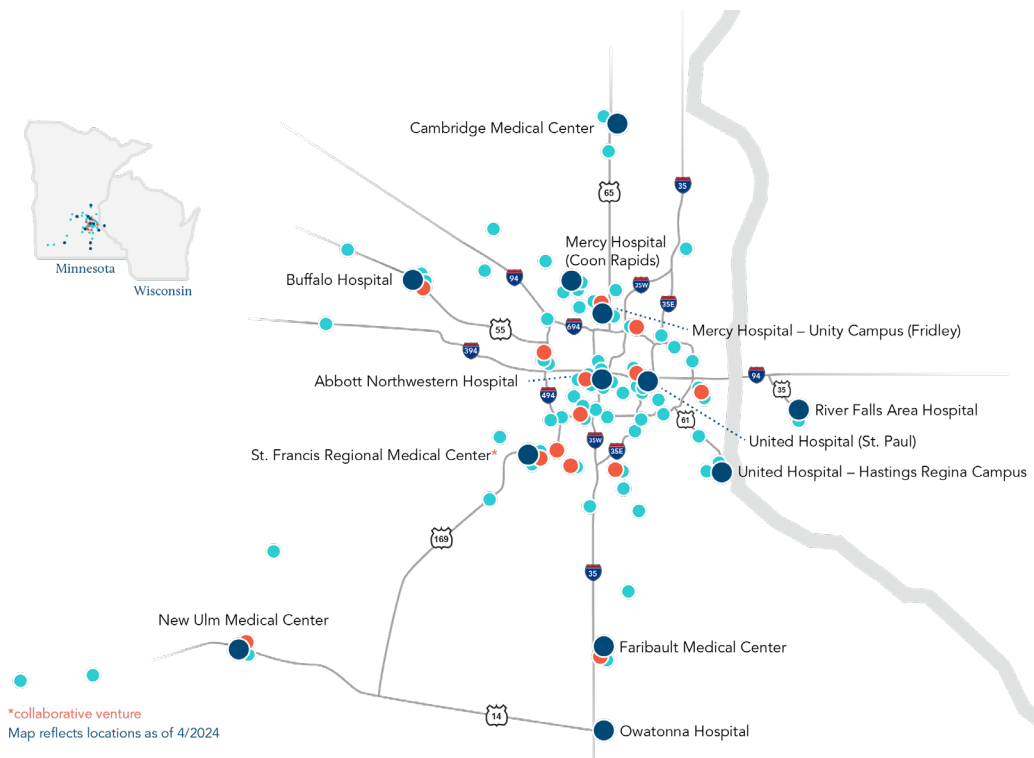 Cambridge Medical Center
65
35
Mercy Hospital
(Coon Rapids)
Buffalo Hospital
94
35W
35E
Minnesota
Wisconsin
55
694
Mercy Hospital – Unity Campus (Fridley)
394
Abbott Northwestern Hospital
94
35
494
River Falls Area Hospital
61
United Hospital (St. Paul)
35W
35E
St. Francis Regional Medical Center*
United Hospital – Hastings Regina Campus
169
35
New Ulm Medical Center
Faribault Medical Center
*collaborative venture
14
Owatonna Hospital
Map reflects locations as of 4/2024